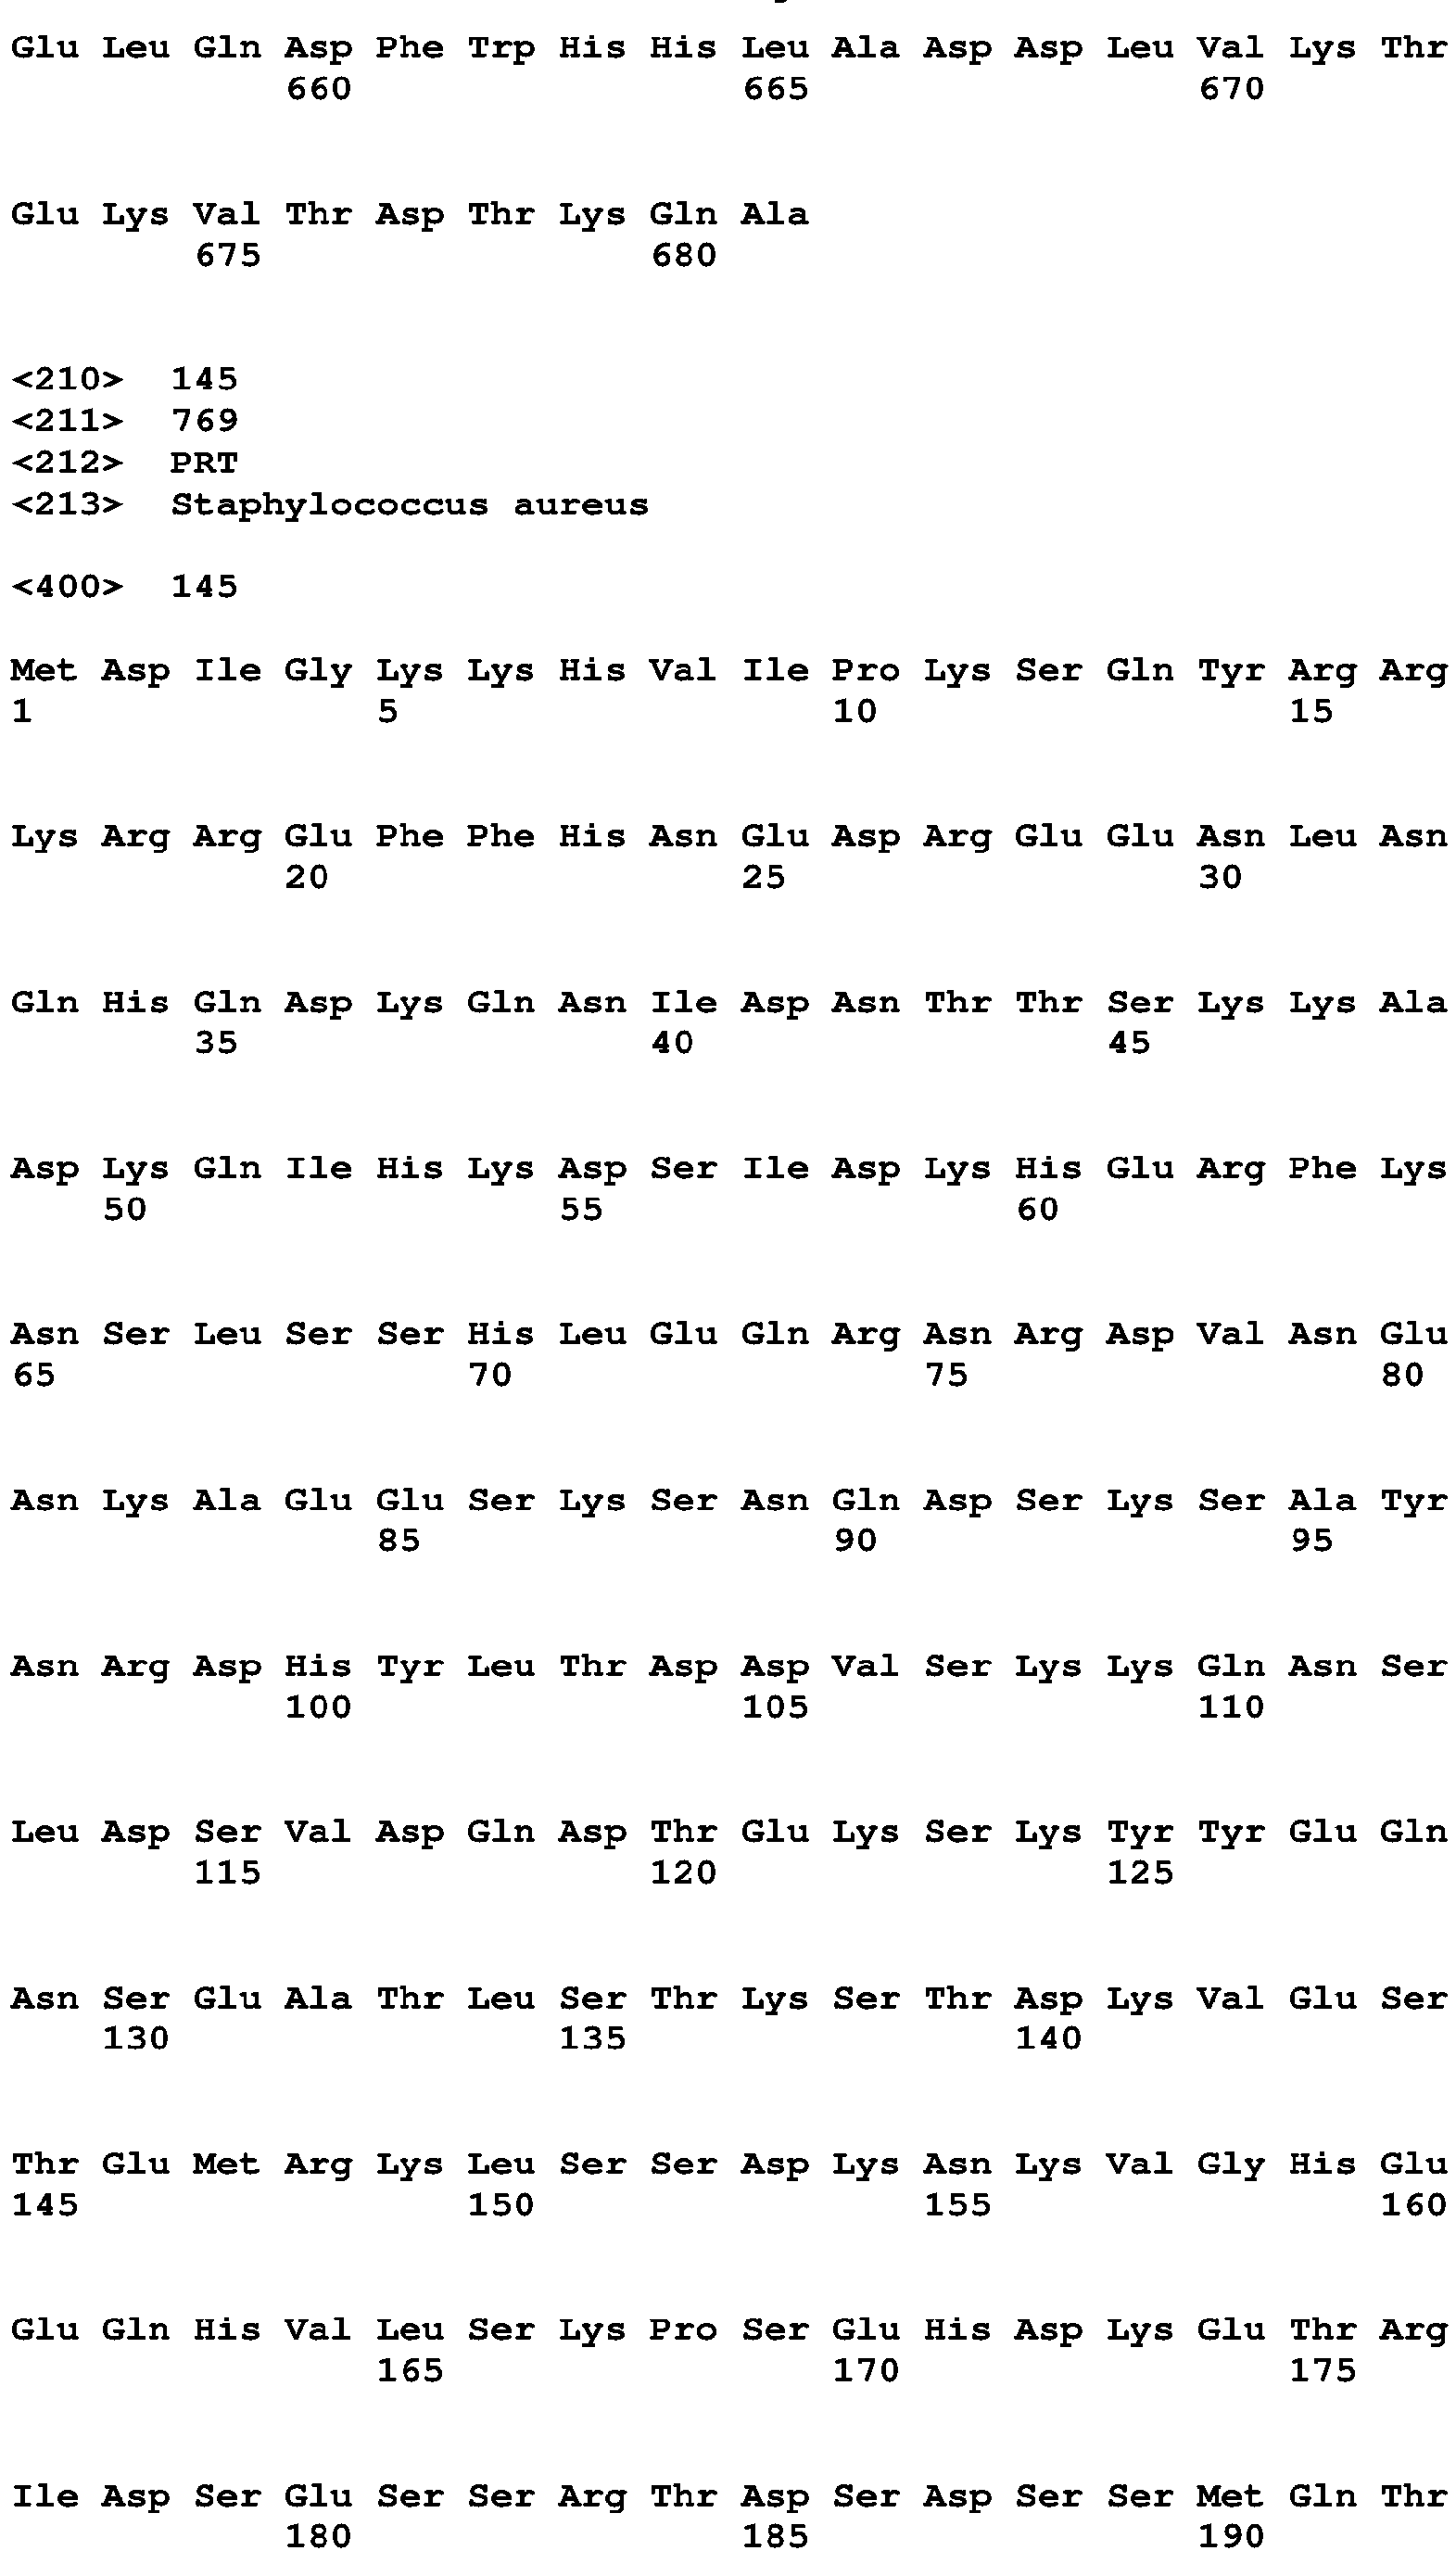 Glu Leu Gln Asp Phe Trp His His Leu Ala Asp Asp Leu Val Lys Thr
660 665 670
Glu Lys Val Thr Asp Thr Lys Gln Ala
675 680
<210> 145
<211> 769
<212> PRT
<213> Staphylococcus aureus
<400> 145
Met Asp Ile Gly Lys Lys His Val Ile Pro Lys Ser Gln Tyr Arg Arg
1 5 10 15
Lys Arg Arg Glu Phe Phe His Asn Glu Asp Arg Glu Glu Asn Leu Asn
20 25 30
Gln His Gln Asp Lys Gln Asn Ile Asp Asn Thr Thr Ser Lys Lys Ala
35 40 45
Asp Lys Gln Ile His Lys Asp Ser Ile Asp Lys His Glu Arg Phe Lys
50 55 60
Asn Ser Leu Ser Ser His Leu Glu Gln Arg Asn Arg Asp Val Asn Glu
65 70 75 80
Asn Lys Ala Glu Glu Ser Lys Ser Asn Gln Asp Ser Lys Ser Ala Tyr
85 90 95
Asn Arg Asp His Tyr Leu Thr Asp Asp Val Ser Lys Lys Gln Asn Ser
100 105 110
Leu Asp Ser Val Asp Gln Asp Thr Glu Lys Ser Lys Tyr Tyr Glu Gln
115 120 125
Asn Ser Glu Ala Thr Leu Ser Thr Lys Ser Thr Asp Lys Val Glu Ser
130 135 140
Thr Glu Met Arg Lys Leu Ser Ser Asp Lys Asn Lys Val Gly His Glu
145 150 155 160
Glu Gln His Val Leu Ser Lys Pro Ser Glu His Asp Lys Glu Thr Arg
165 170 175
Ile Asp Ser Glu Ser Ser Arg Thr Asp Ser Asp Ser Ser Met Gln Thr
180 185 190